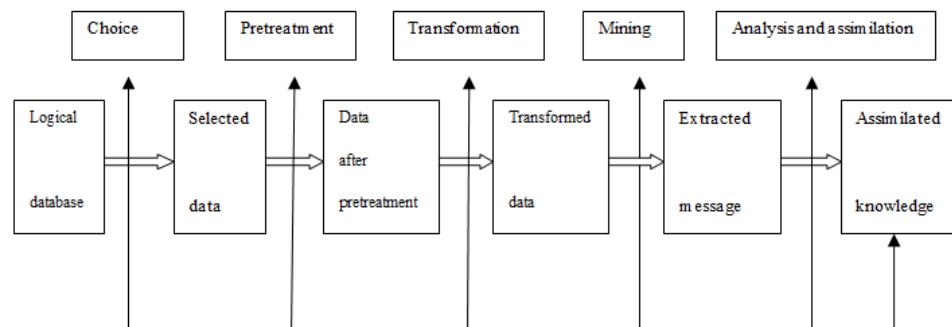 Choice
Pretreatment
Transformation
Mining
Analysis and assimilation
Logical
database
Selected
data
Data
after
pretreatment
Transformed
data
Extracted
message
Assimilated
knowledge